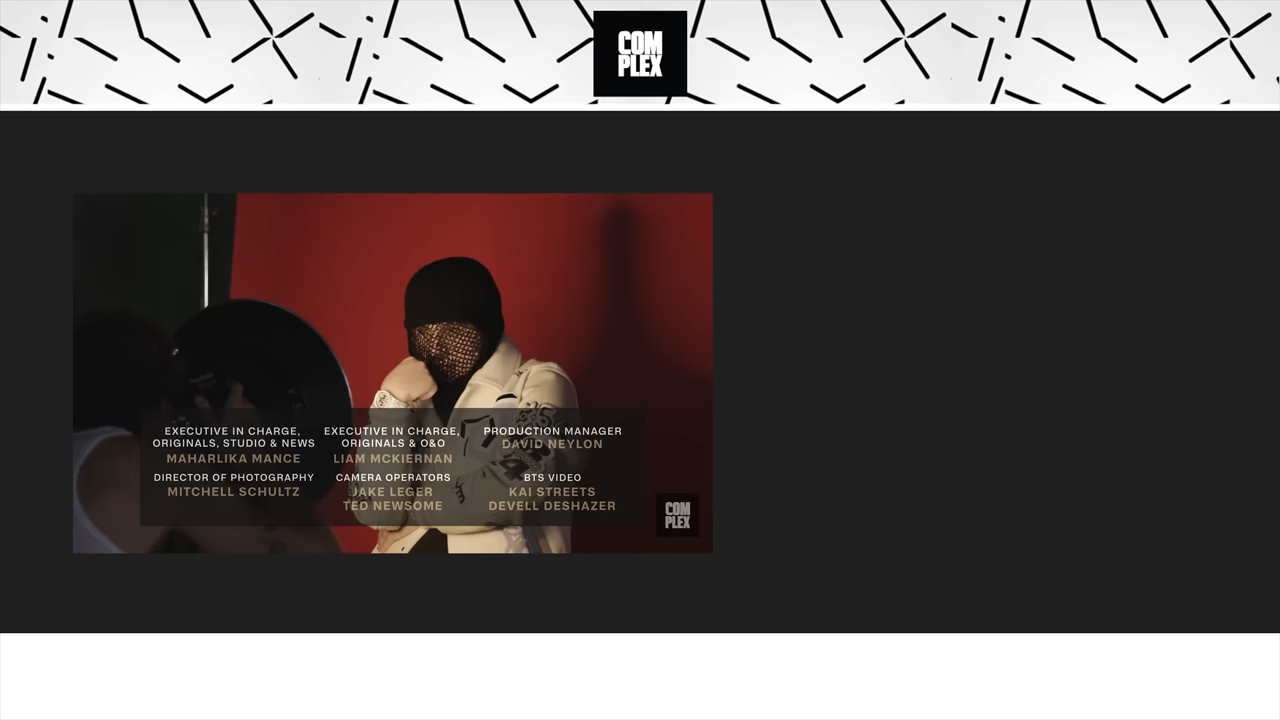 COM
PLEX
EXECUTIVE IN CHARGE,
ORIGINALS, STUDIO & NEWS
MAHARLIKA MANCE
EXECUTIVE IN CHARGE,
ORIGINALS & O&O
LIAM MCKIERNAN
PRODUCTION MANAGER
DAVID NEYLON
DIRECTOR OF PHOTOGRAPHY
MITCHELL SCHULTZ
CAMERA OPERATORS
JAKE LEGER
TED NEWSOME
BTS VIDEO
KAI STREETS
DEVELL DESHAZER
COM
PLEX